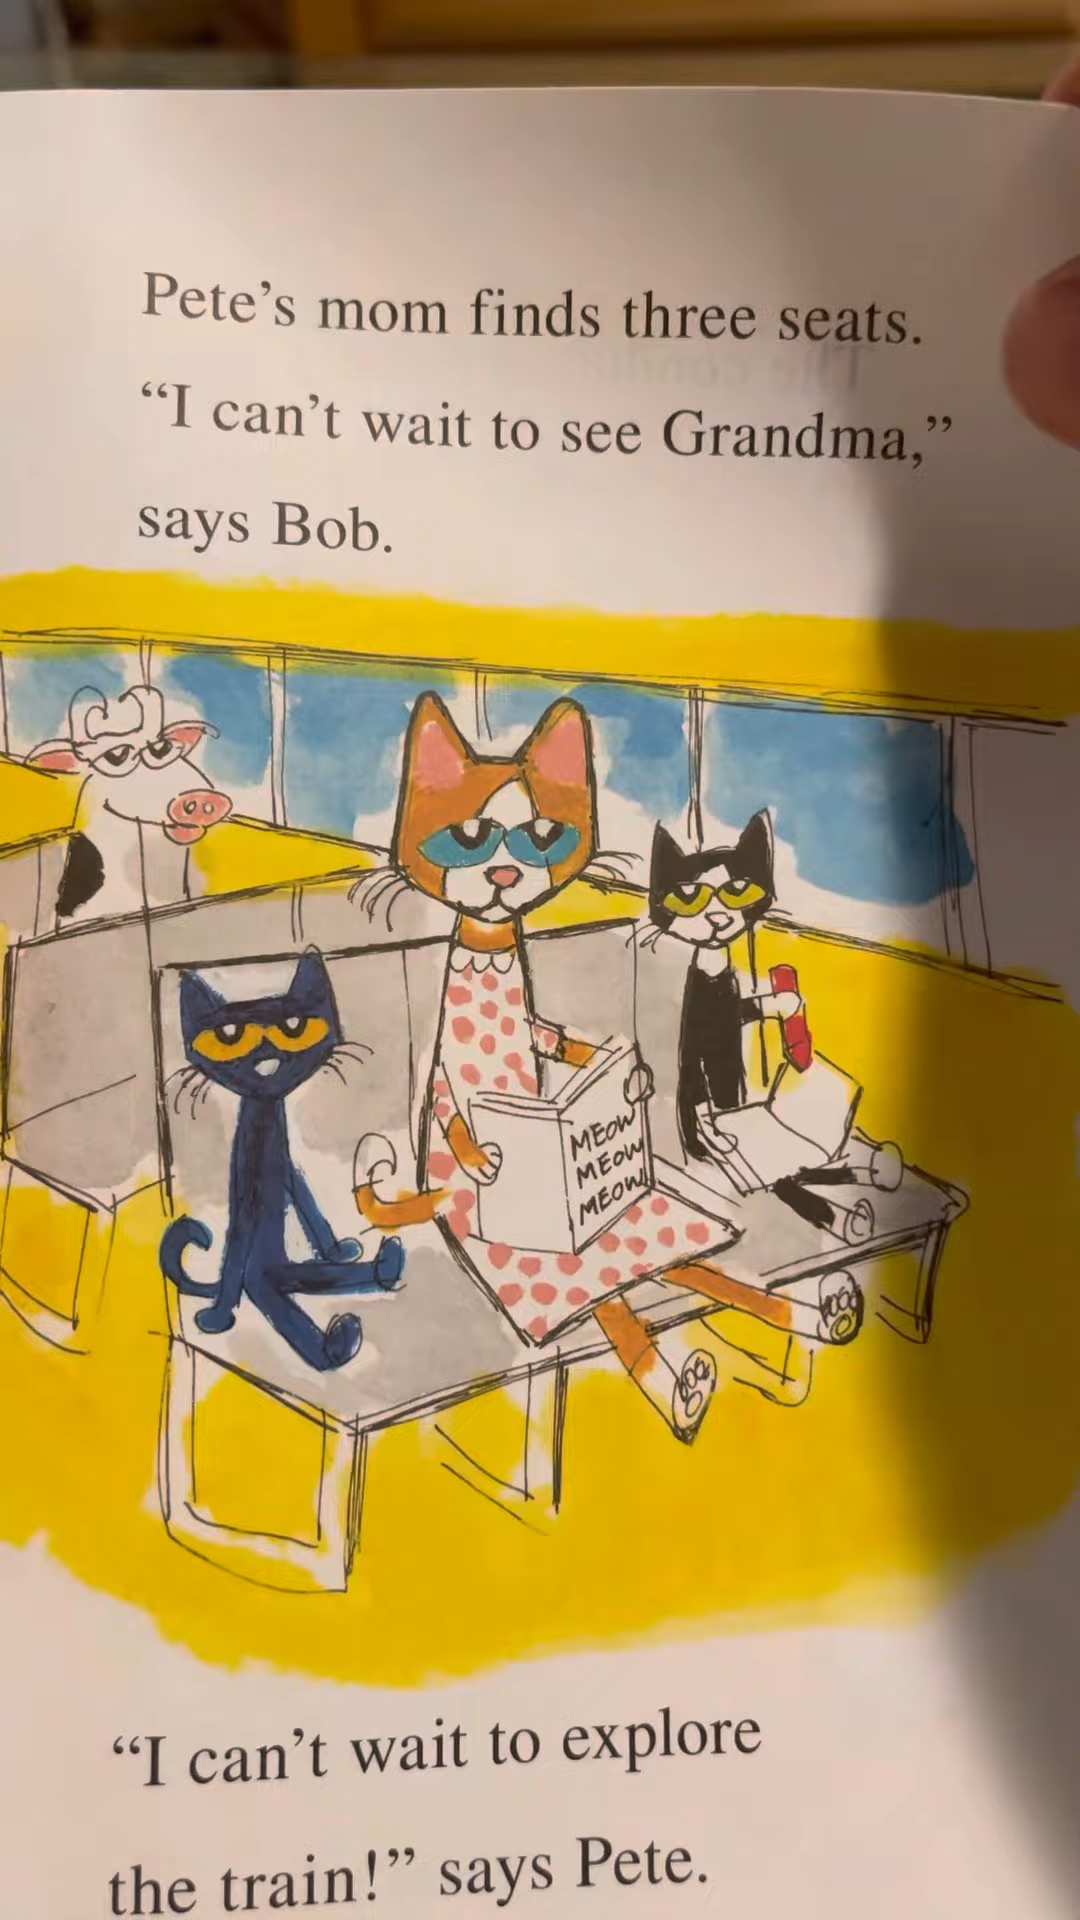 Pete's mom finds three seats.
“I can't wait to see Grandma,”
says Bob.
MEOW
MEOW
MEOW
“I can't wait to explore
the train!” says Pete.